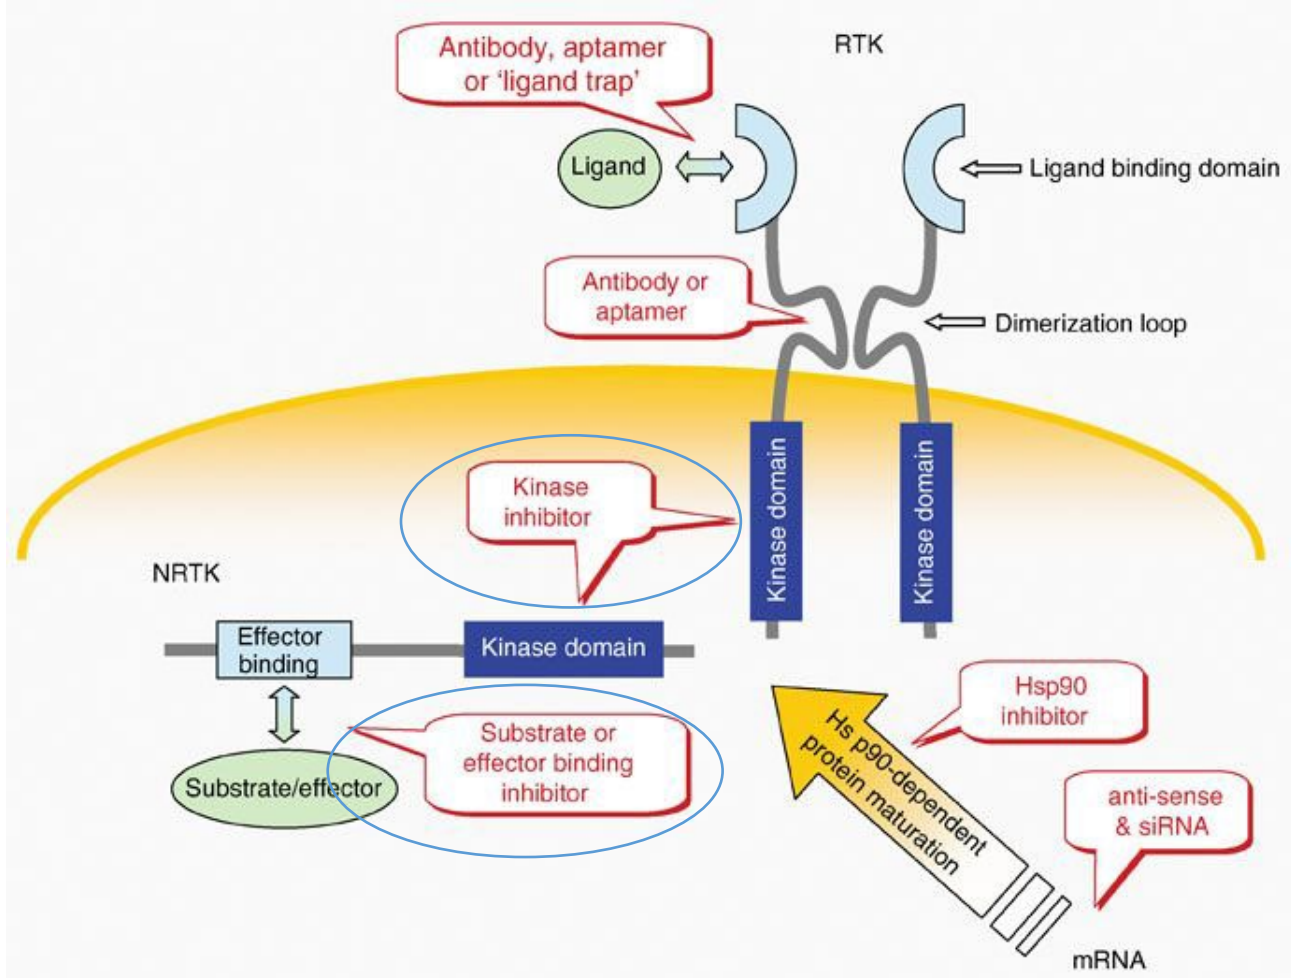 Antibody, aptamer
or ‘ligand trap’
RTK
Ligand
Ligand binding domain
Antibody or
aptamer
Dimerization loop
Kinase
inhibitor
Kinase domain
Kinase domain
NRTK
Effector
binding
Kinase domain
Substrate or
effector binding
inhibitor
Substrate/effector
Hsp90
inhibitor
Hs p90-dependent
protein maturation
anti-sense
& siRNA
mRNA